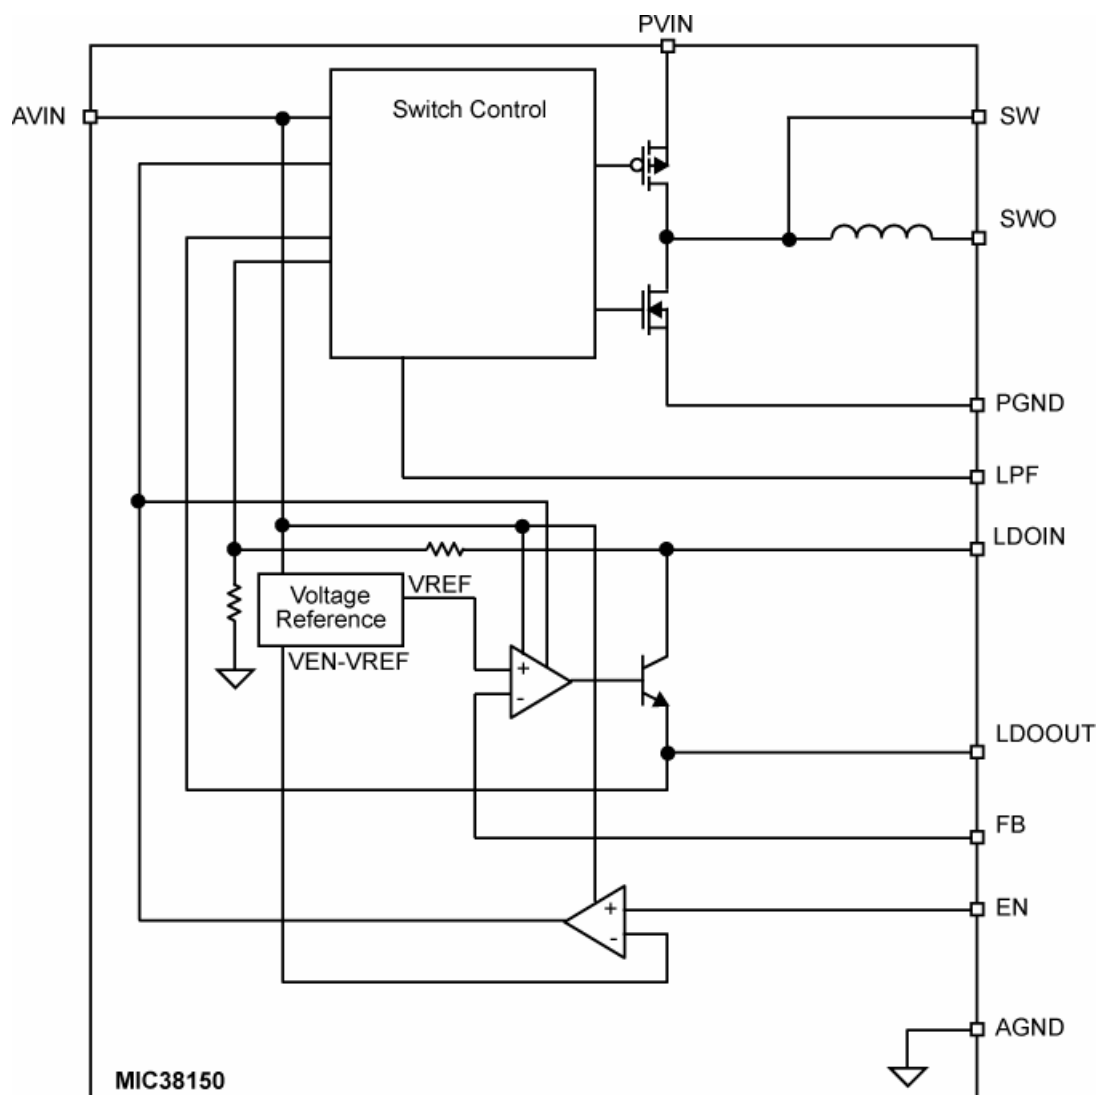 PVIN
AVIN
Switch Control
SW
SWO
PGND
LPF
LDOIN
Voltage
Reference
VREF
VEN-VREF
+
-
LDOOUT
FB
+
-
EN
AGND
MIC38150